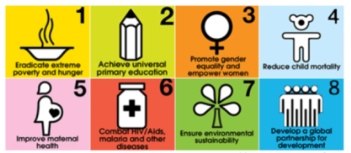 1
Eradicate extreme
poverty and hunger
2
Achieve universal
primary education
3
Promote gender
equality and
empower women
4
Reduce child mortality
5
Improve maternal
health
6
Combat HIV/Aids,
malaria and other
diseases
7
Ensure environmental
sustainability
8
Develop a global
partnership for
development